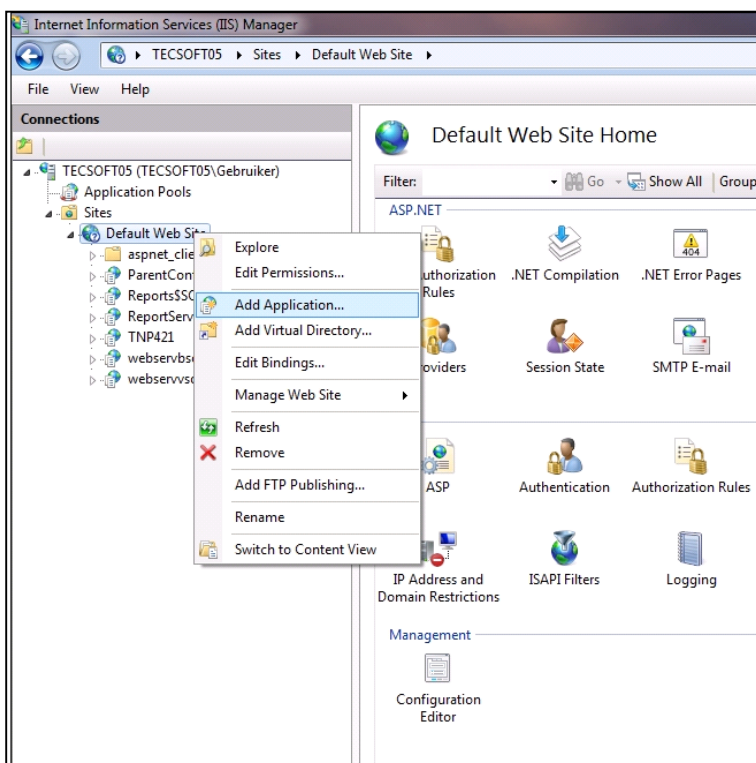 Internet Information Services (IIS) Manager
TECSOFT05 Sites Default Web Site
File View Help
Connections
TECSOFT05 (TECSOFT05\Gebruiker)
Application Pools
Sites
Default Web Site
aspnet_clie
ParentCon
Reports$SQ
ReportServ
TNP421
webservbs
webservvs
Explore
Edit Permissions...
Add Application...
Add Virtual Directory...
Edit Bindings...
Manage Web Site
Refresh
Remove
Add FTP Publishing...
Rename
Switch to Content View
Default Web Site Home
Filter: Go Show All Group
ASP.NET
uthorization Rules
.NET Compilation
.NET Error Pages
404
roviders
Session State
SMTP E-mail
ASP
Authentication
Authorization Rules
IP Address and
Domain Restrictions
ISAPI Filters
Logging
Management
Configuration
Editor